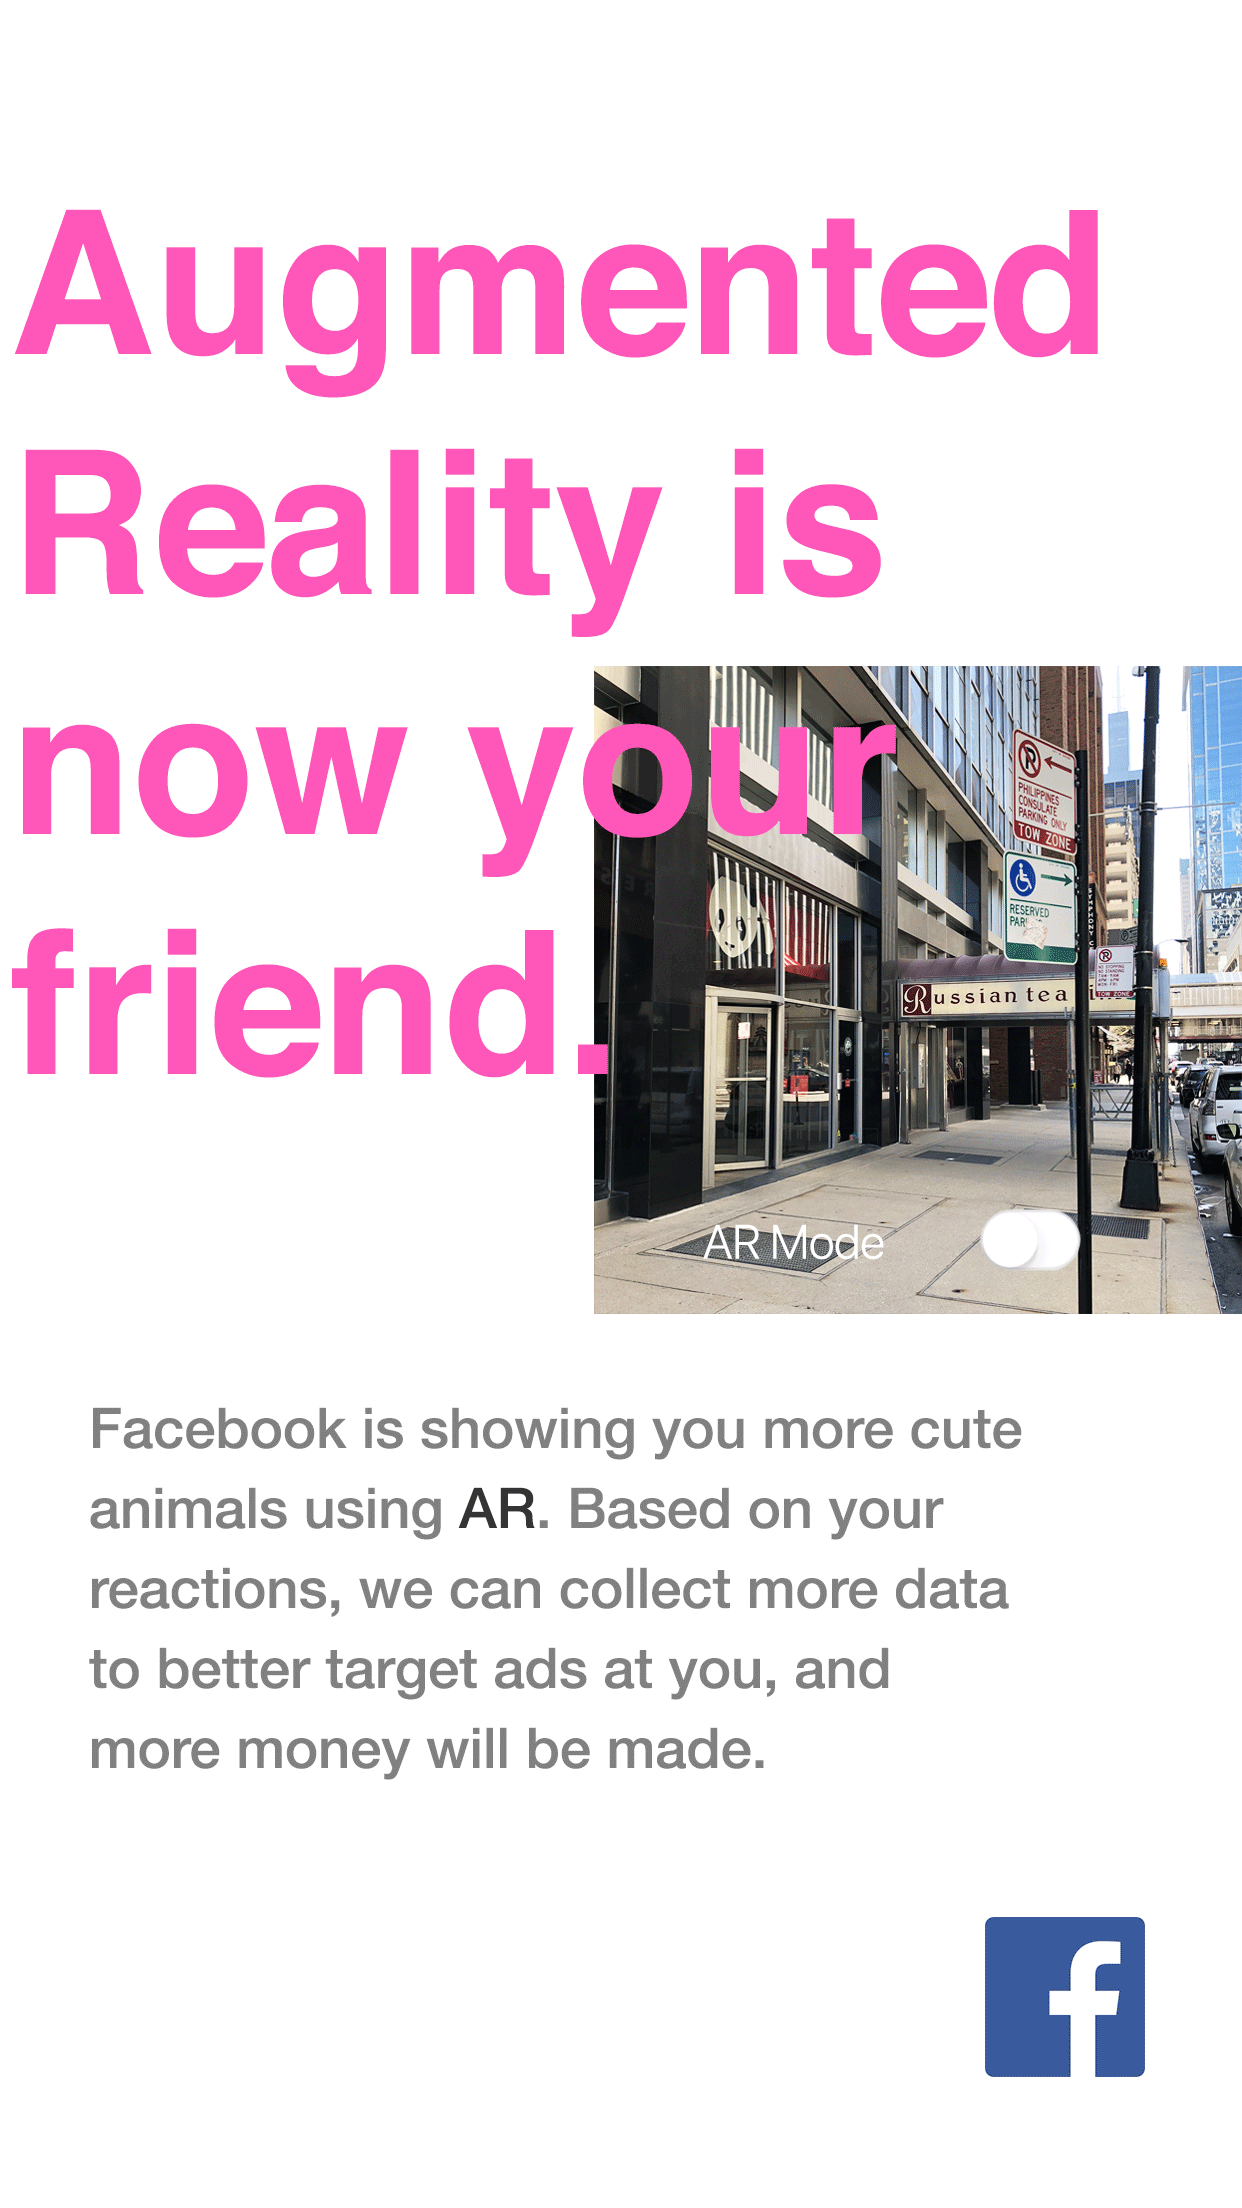 Augmented
Reality is
now your
friend.
PHILIPPINES
CONSULATE
PARKING ONLY
TOW ZONE
RESERVED
Russian tea
TOW ZONE
AR Mode
Facebook is showing you more cute
animals using AR. Based on your
reactions, we can collect more data
to better target ads at you, and
more money will be made.
f